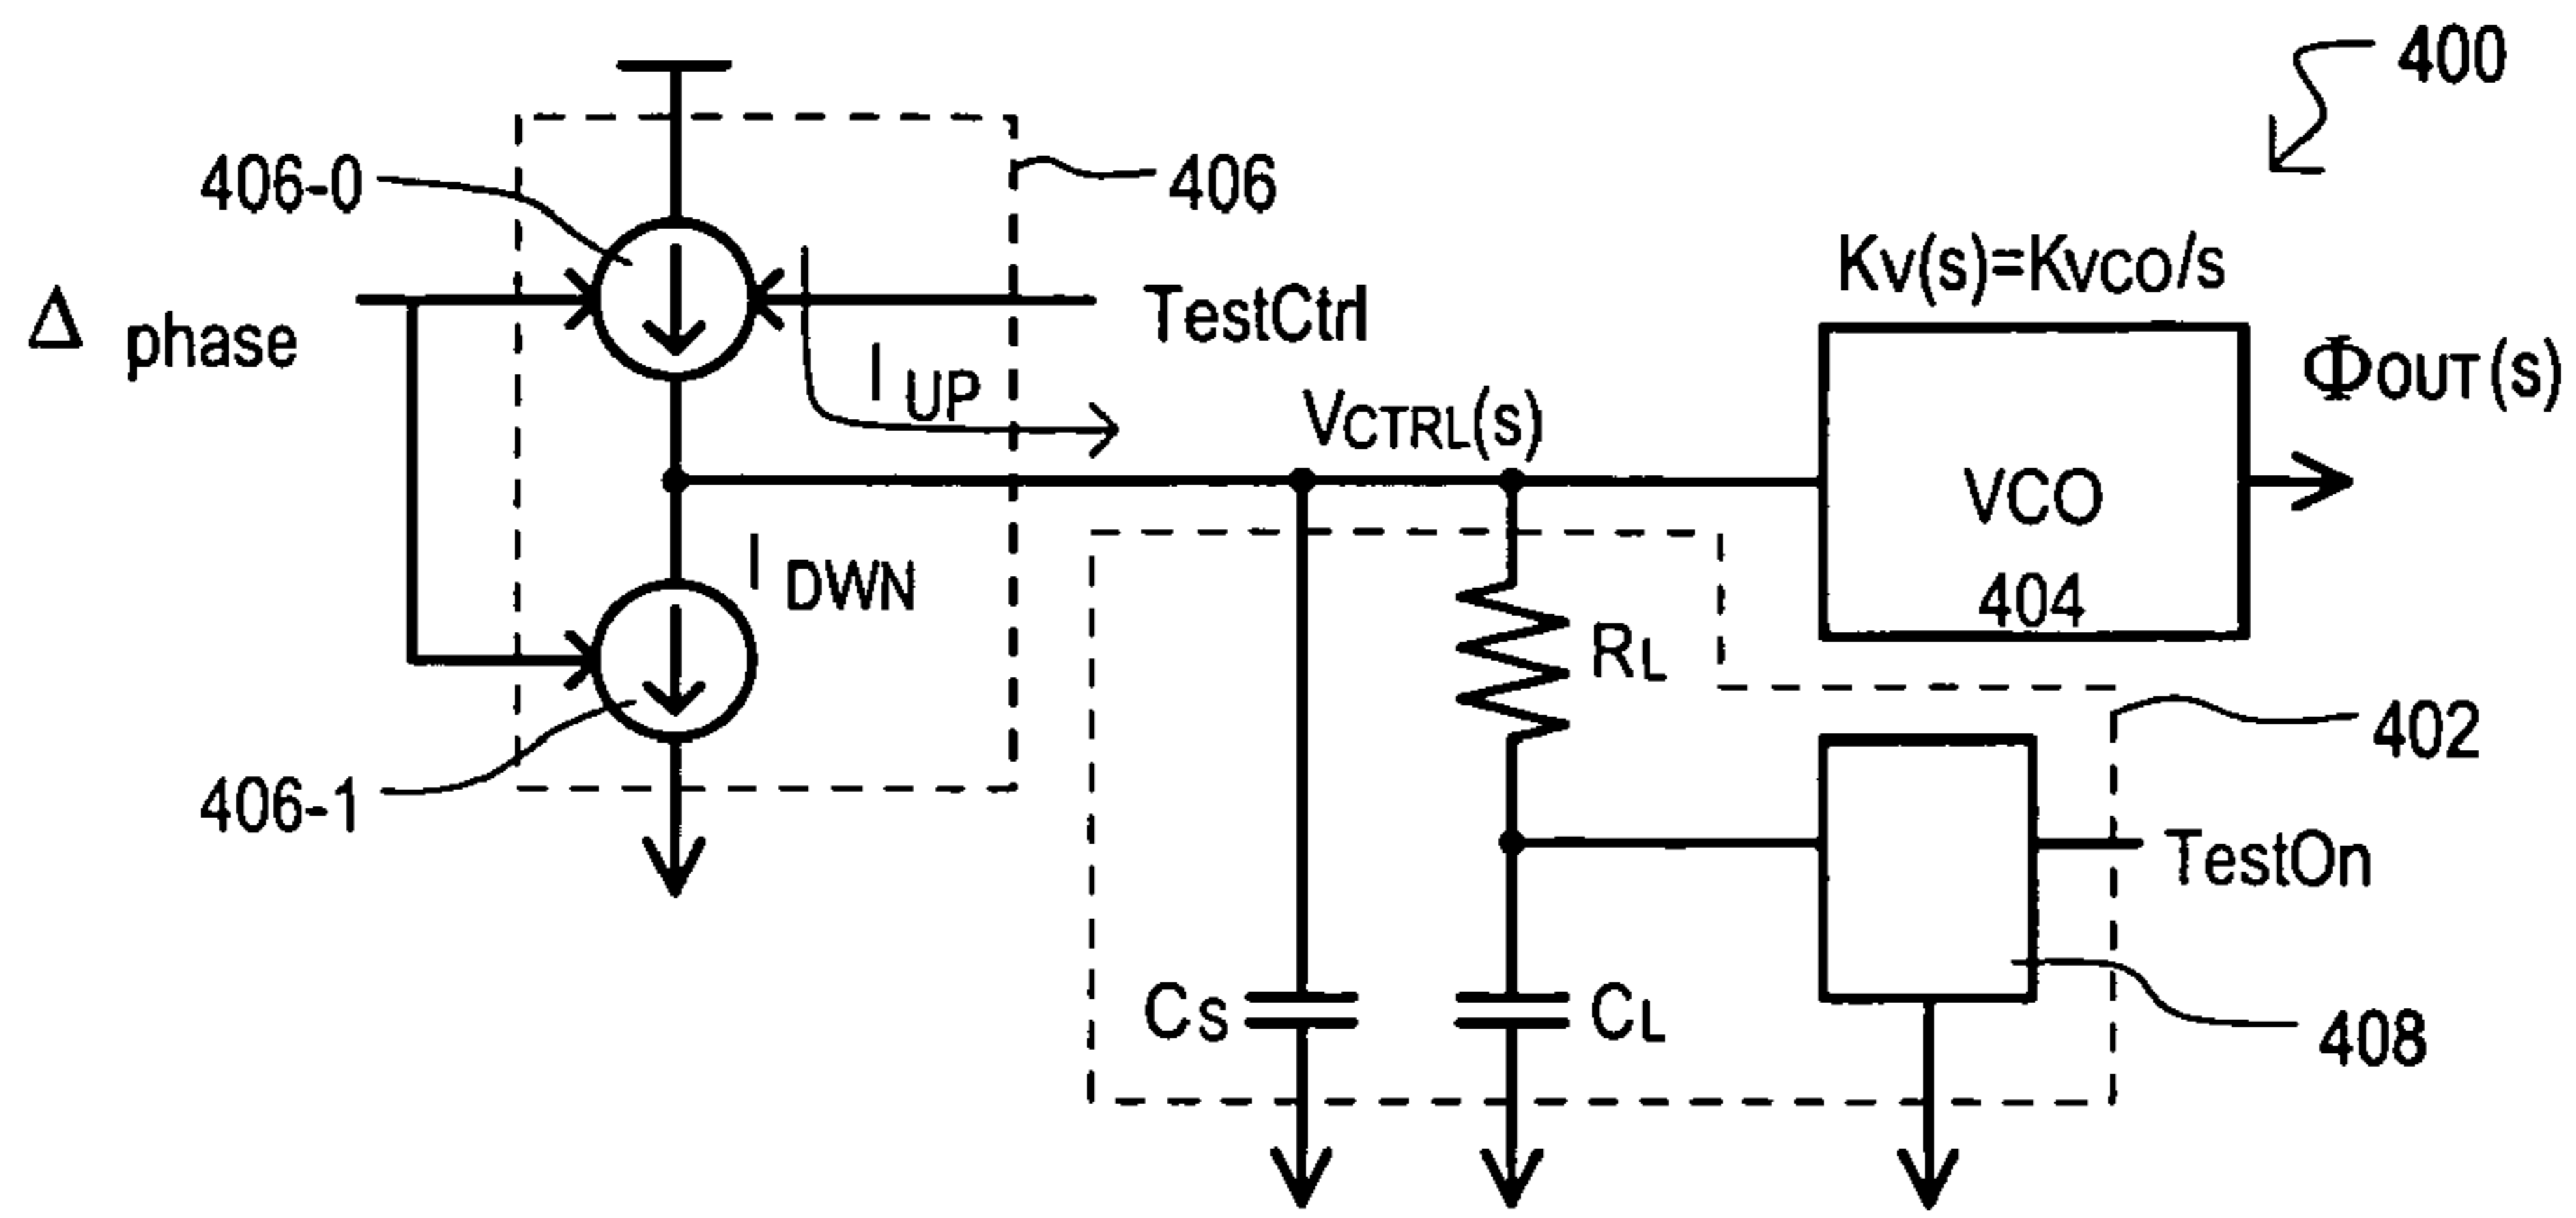 400
406-0
406
KV(s)=KVCO/s
Δ phase
TestCtrl
I UP
ΦOUT(s)
VCTRL(s)
VCO
404
I DWN
RL
402
406-1
TestOn
CS
CL
408